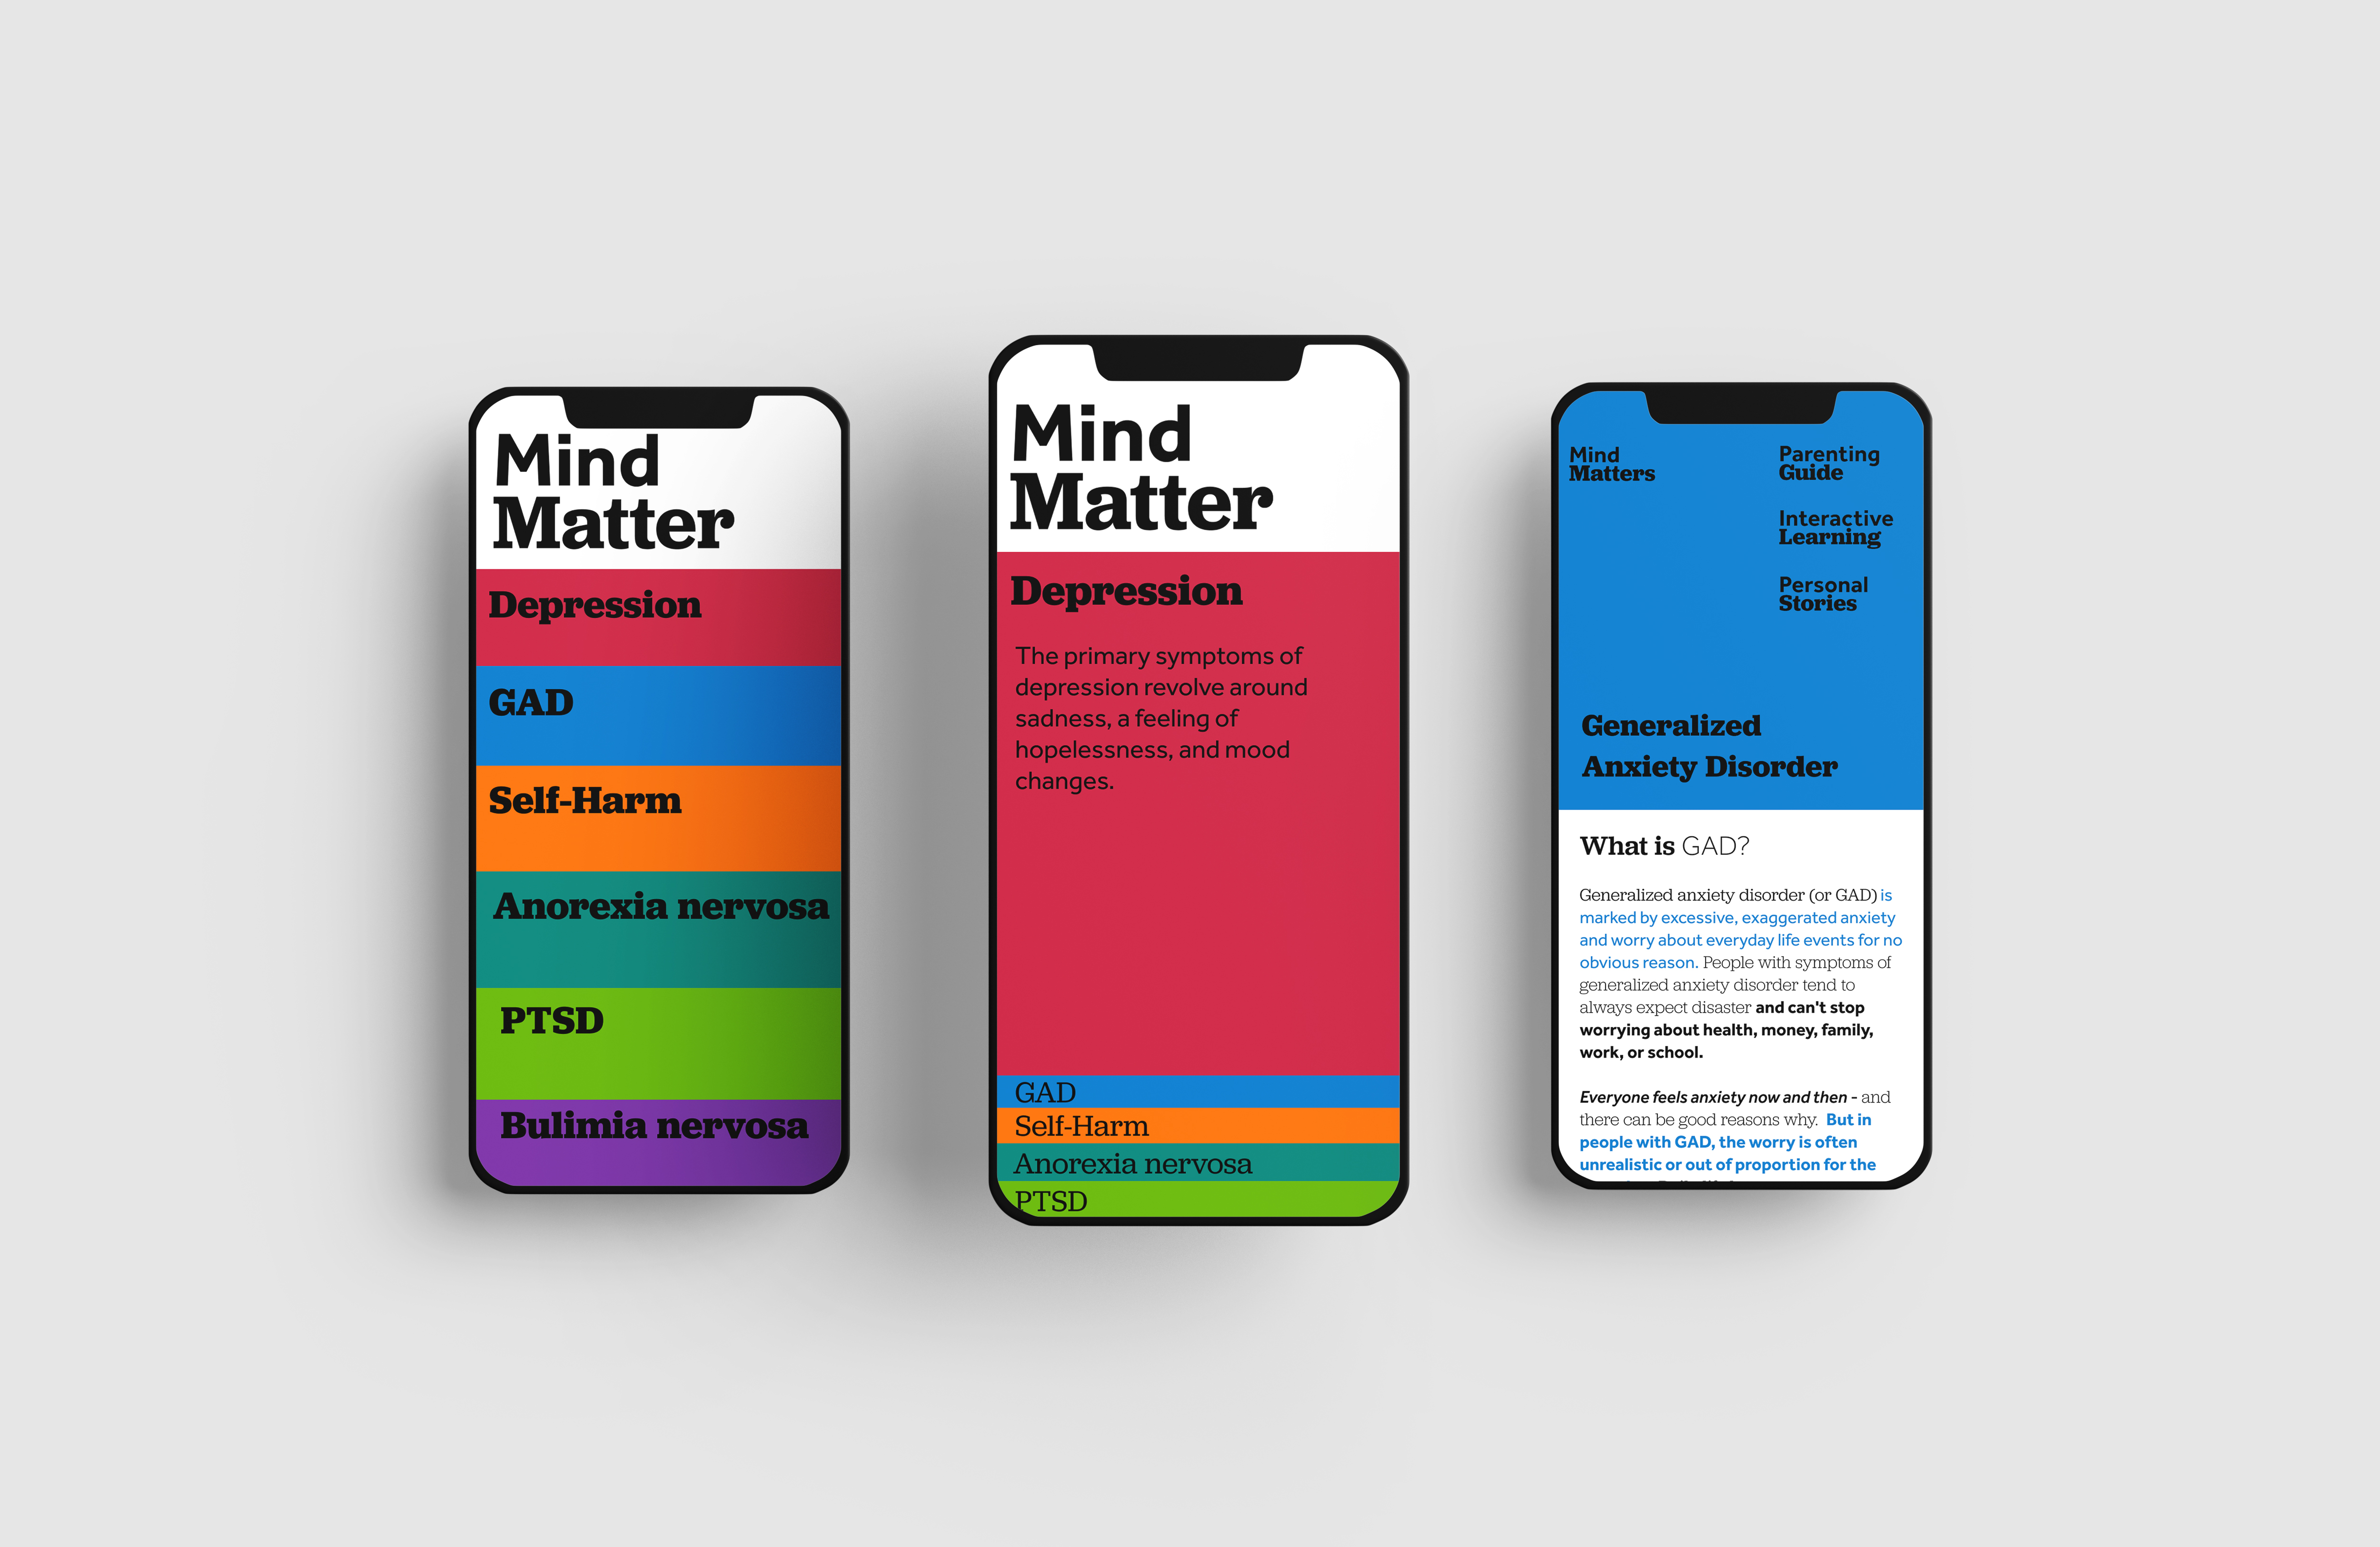 Mind
Matter
Depression
GAD
Self-Harm
Anorexia nervosa
PTSD
Bulimia nervosa
Mind
Matter
Depression
The primary symptoms of
depression revolve around
sadness, a feeling of
hopelessness, and mood
changes.
GAD
Self-Harm
Anorexia nervosa
PTSD
Mind
Matters
Parenting
Guide
Interactive
Learning
Personal
Stories
Generalized
Anxiety Disorder
What is GAD?
Generalized anxiety disorder (or GAD) is
marked by excessive, exaggerated anxiety
and worry about everyday life events for no
obvious reason. People with symptoms of
generalized anxiety disorder tend to
always expect disaster and can't stop
worrying about health, money, family,
work, or school.
Everyone feels anxiety now and then - and
there can be good reasons why. But in
people with GAD, the worry is often
unrealistic or out of proportion for the